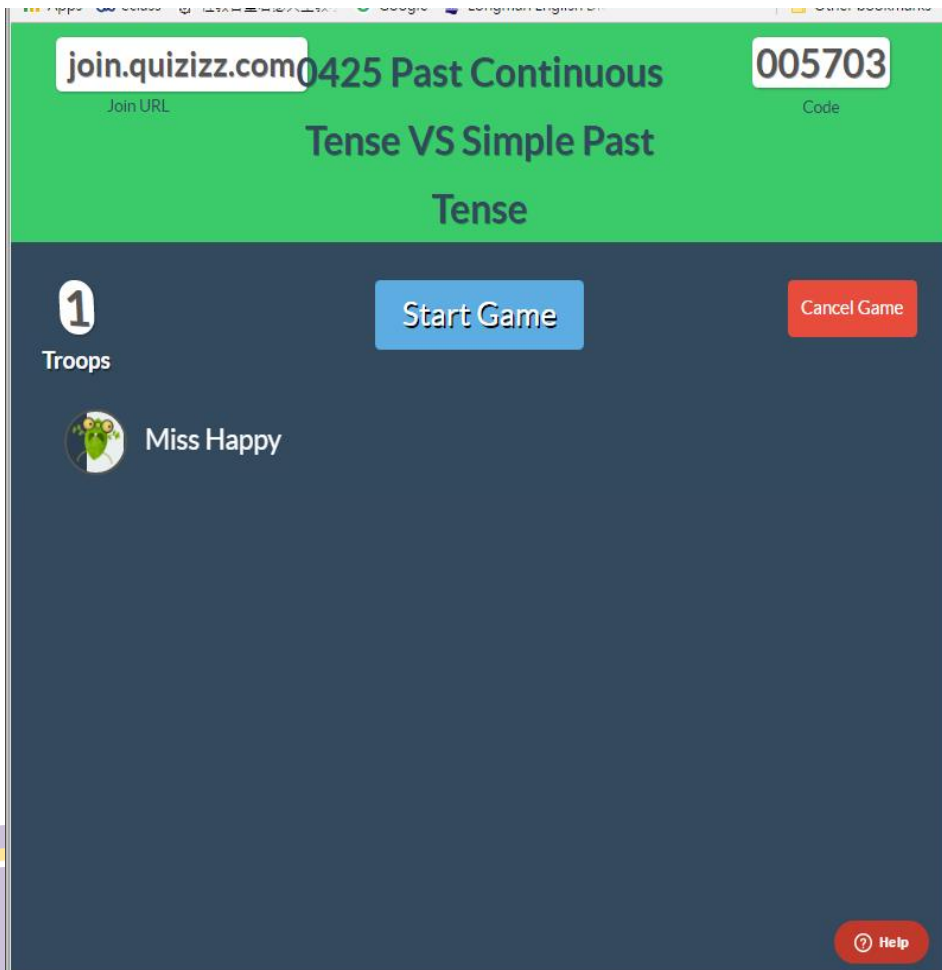 join.quizizz.com
Join URL
0425 Past Continuous
Tense VS Simple Past
Tense
005703
Code
1
Troops
Start Game
Cancel Game
Miss Happy
Help